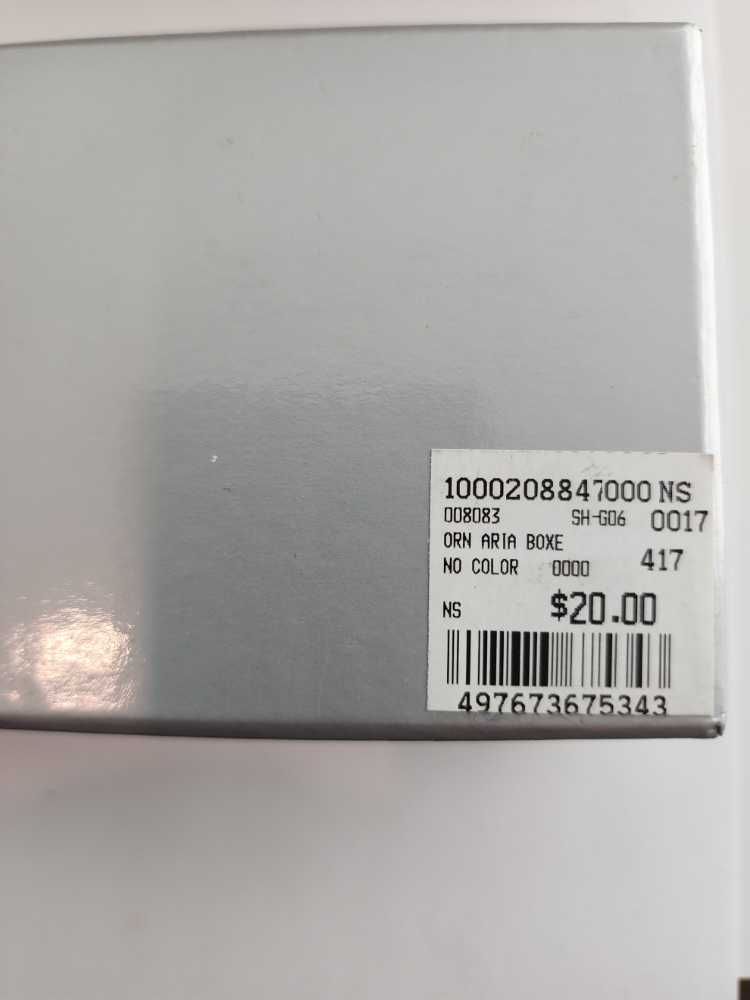 1000208847000 NS
008083 SH-G06 0017
ORN ARIA BOXE
NO COLOR 0000 417
NS $20.00
497673675343